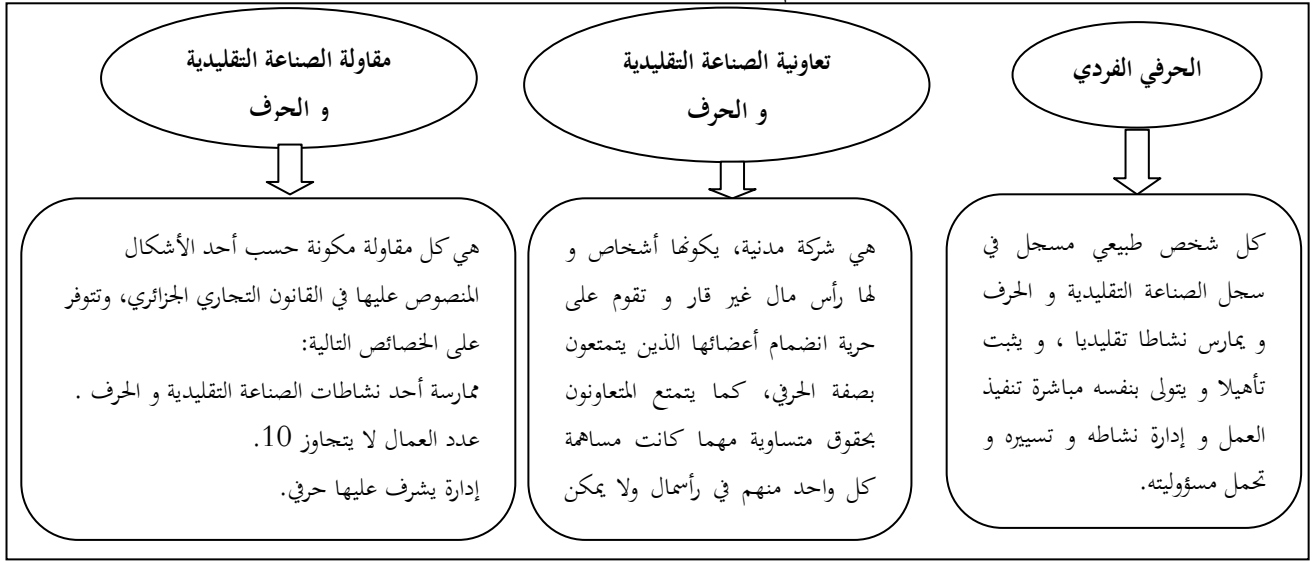 الحرفي الفردي
كل شخص طبيعي مسجل في
سجل الصناعة التقليدية و الحرف
و يمارس نشاطا تقليديا ، و يثبت
تأهيلا و يتولى بنفسه مباشرة تنفيذ
العمل و إدارة نشاطه و تسييره و
تحمل مسؤوليته.
تعاونية الصناعة التقليدية
و الحرف
هي شركة مدنية، يكونها أشخاص و
لها رأس مال غير قار و تقوم على
حرية انضمام أعضائها الذين يتمتعون
بصفة الحرفي، كما يتمتع المتعاونون
بحقوق متساوية مهما كانت مساهمة
كل واحد منهم في رأسمال ولا يمكن
مقاولة الصناعة التقليدية
و الحرف
هي كل مقاولة مكونة حسب أحد الأشكال
المنصوص عليها في القانون التجاري الجزائري، وتتوفر
على الخصائص التالية:
ممارسة أحد نشاطات الصناعة التقليدية و الحرف .
عدد العمال لا يتجاوز 10.
إدارة يشرف عليها حرفي.